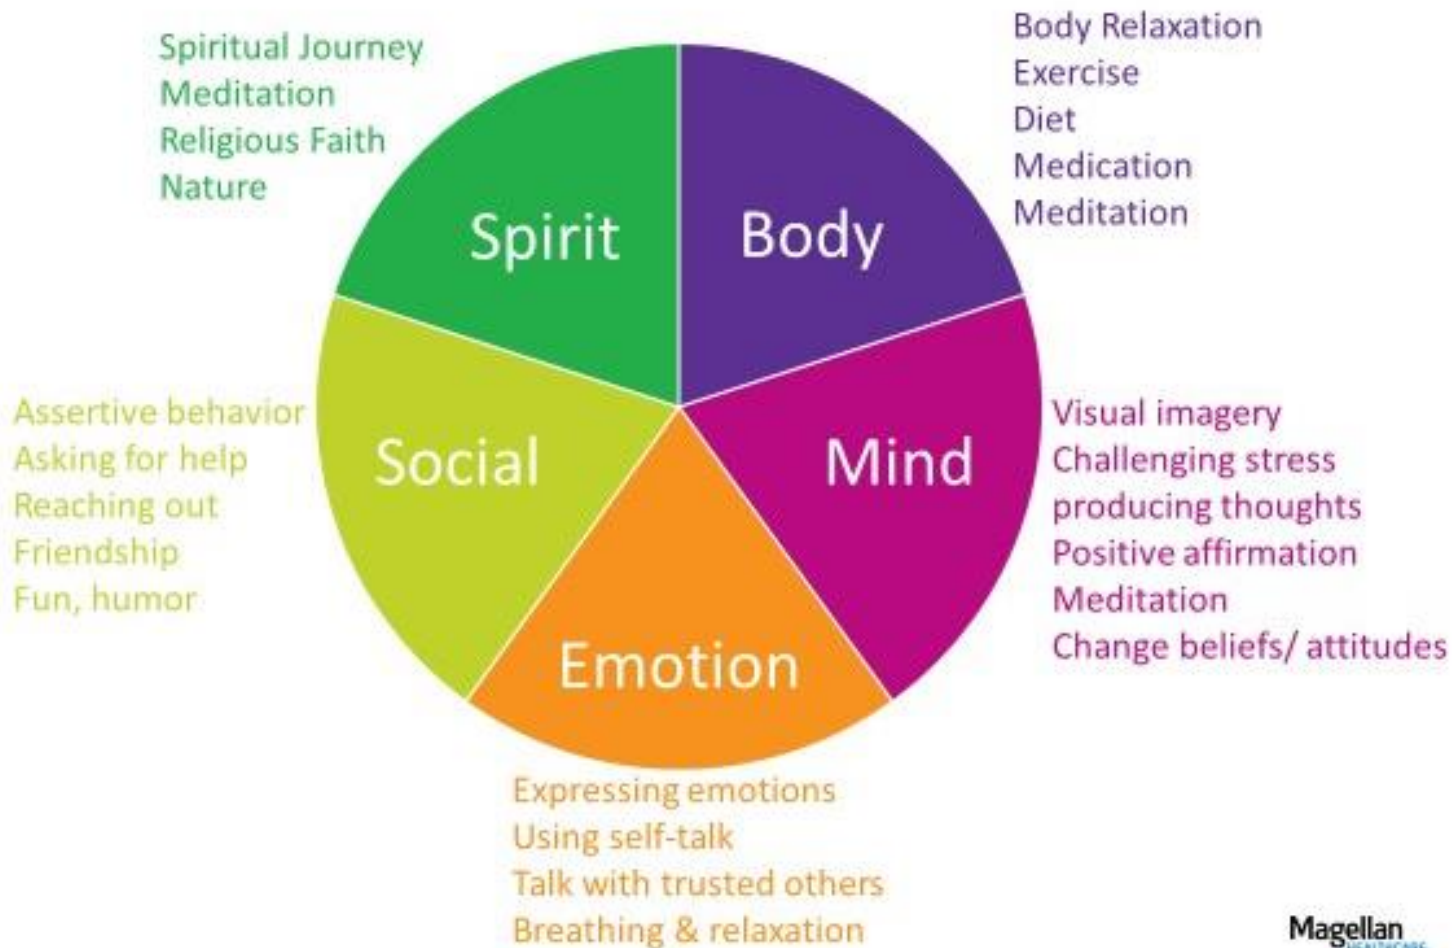 Spiritual Journey
Meditation
Religious Faith
Nature
Body Relaxation
Exercise
Diet
Medication
Meditation
Spirit
Body
Assertive behavior
Asking for help
Reaching out
Friendship
Fun, humor
Social
Mind
Visual imagery
Challenging stress
producing thoughts
Positive affirmation
Meditation
Change beliefs/ attitudes
Emotion
Expressing emotions
Using self-talk
Talk with trusted others
Breathing & relaxation
Magellan
HEALTHCARE